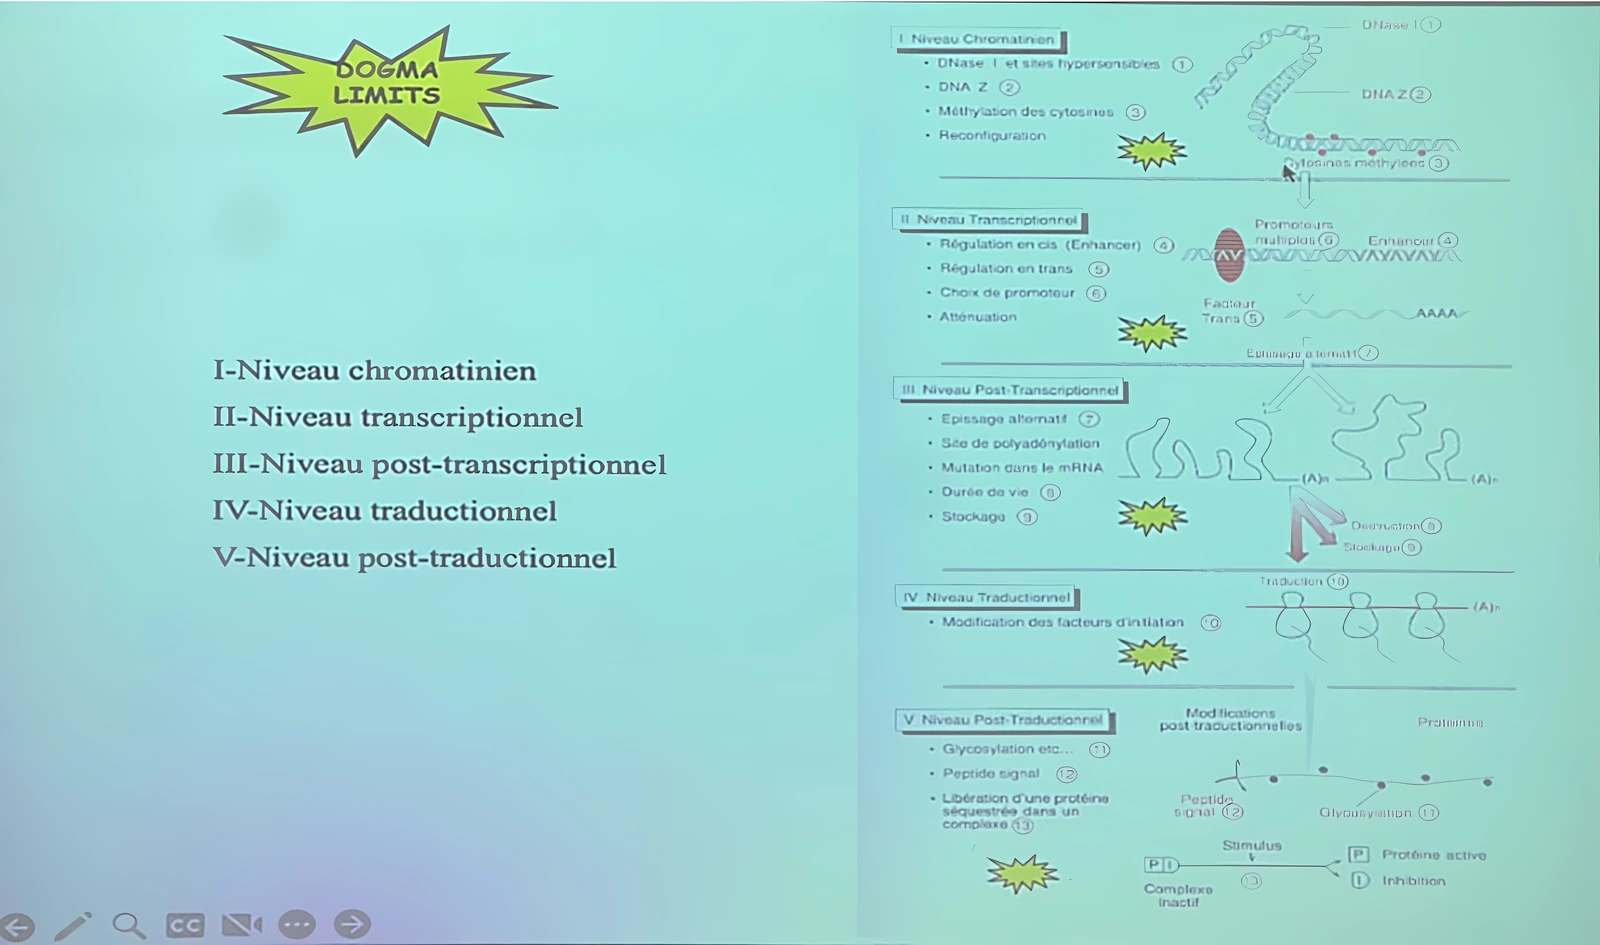 DOGMA
LIMITS
I-Niveau chromatinien
II-Niveau transcriptionnel
III-Niveau post-transcriptionnel
IV-Niveau traductionnel
V-Niveau post-traductionnel
I Niveau Chromatinien
• DNase I et sites hypersensibles 1
• DNA Z 2
• Méthylation des cytosines 3
• Reconfiguration
DNase I 1
DNA Z 2
Cytosines méthylées 3
II Niveau Transcriptionnel
• Régulation en cis (Enhancer) 4
• Régulation en trans 5
• Choix de promoteur 6
• Atténuation
Promoteurs
multiples 6
Enhancer 4
Facteur
Trans 5
AAAA
Epissage alternatif 7
III Niveau Post-Transcriptionnel
• Epissage alternatif 7
• Site de polyadénylation
• Mutation dans le mRNA
• Durée de vie 8
• Stockage 9
(A)n
(A)n
Destruction 8
Stockage 9
IV Niveau Traductionnel
• Modification des facteurs d'intiation 10
Traduction 10
(A)n
V Niveau Post-Traductionnel
• Glycosylation etc... 11
• Peptide signal 12
• Libération d'une protéine
séquestrée dans un
complexe 13
Modifications
post-traductionnelles
Peptide
signal 12
Glycosylation 11
Stimulus
P I
13
P Protéine active
I Inhibition
Complexe
Inactif
CC